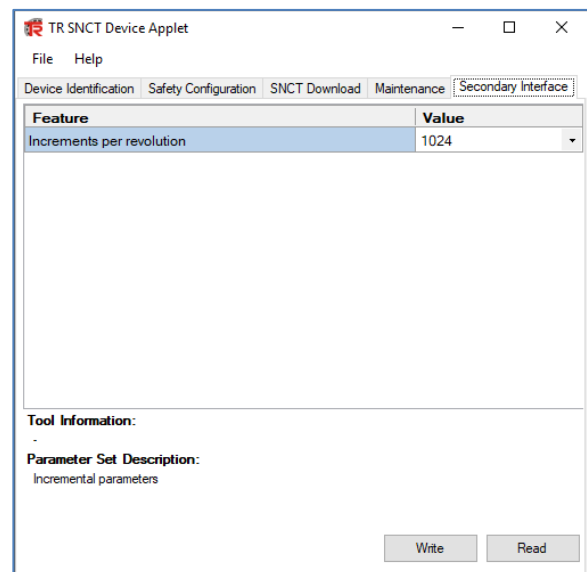 TR SNCT Device Applet
File Help
Device Identification Safety Configuration SNCT Download Maintenance Secondary Interface
Feature Value
Increments per revolution 1024
Tool Information:
-
Parameter Set Description:
Incremental parameters
Write Read